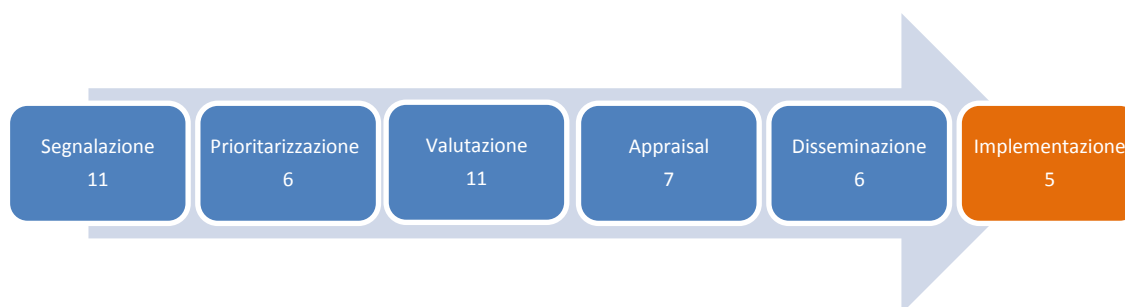 Segnalazione
11
Prioritarizzazione
6
Valutazione
11
Appraisal
7
Disseminazione
6
Implementazione
5